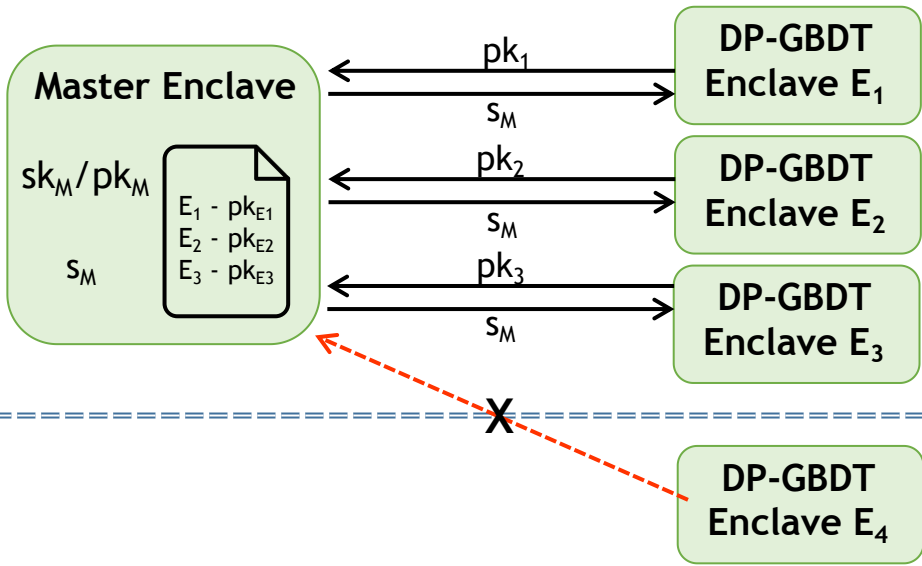 Master Enclave
sk_M/pk_M
s_M
E_1 - pk_E1
E_2 - pk_E2
E_3 - pk_E3
pk_1
s_M
DP-GBDT
Enclave E_1
pk_2
s_M
DP-GBDT
Enclave E_2
pk_3
s_M
DP-GBDT
Enclave E_3
X
DP-GBDT
Enclave E_4